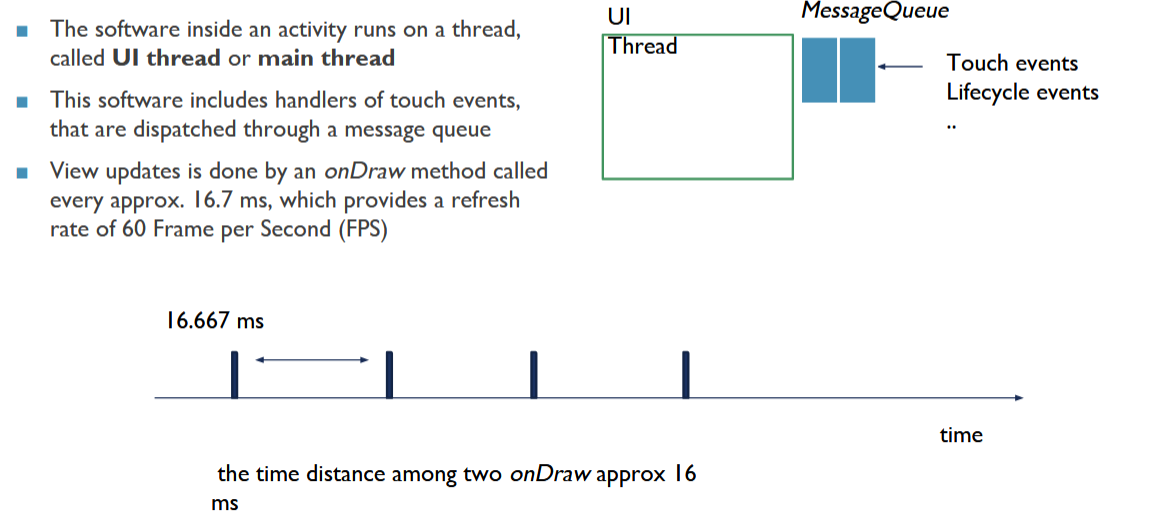 The software inside an activity runs on a thread,
called UI thread or main thread
This software includes handlers of touch events,
that are dispatched through a message queue
View updates is done by an onDraw method called
every approx. 16.7 ms, which provides a refresh
rate of 60 Frame per Second (FPS)
UI
Thread
MessageQueue
Touch events
Lifecycle events
..
16.667 ms
time
the time distance among two onDraw approx 16
ms